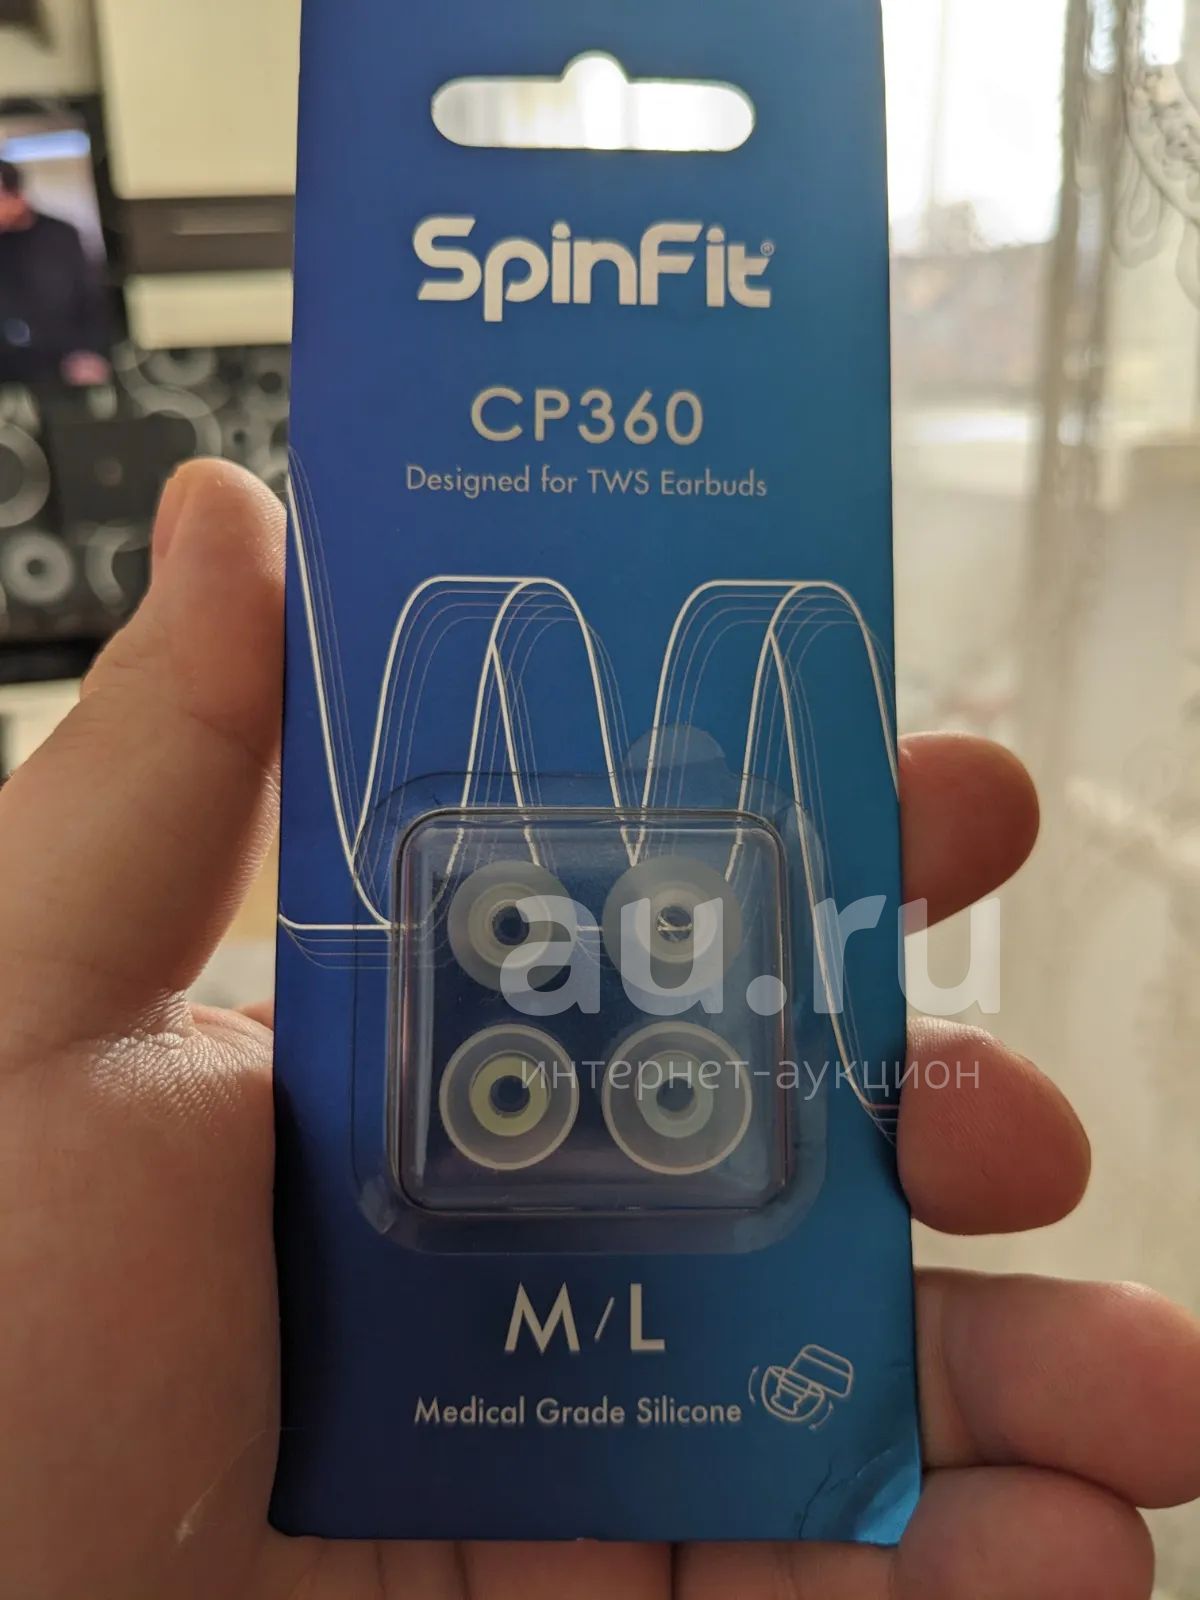 SpinFit®
CP360
Designed for TWS Earbuds
au.ru
интернет-аукцион
M/L
Medical Grade Silicone